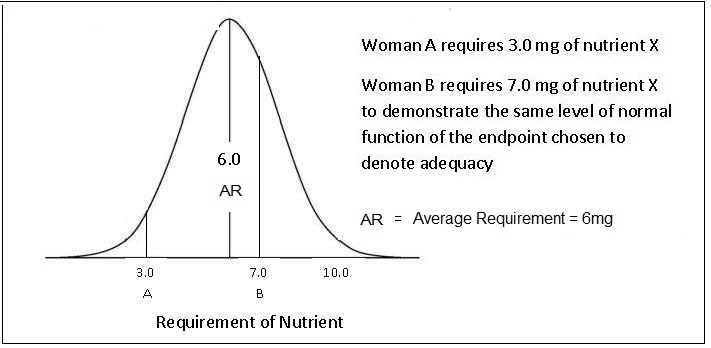 Woman A requires 3.0 mg of nutrient X
Woman B requires 7.0 mg of nutrient X
to demonstrate the same level of normal
function of the endpoint chosen to
denote adequacy
6.0
AR
AR = Average Requirement = 6mg
3.0 7.0 10.0
A B
Requirement of Nutrient